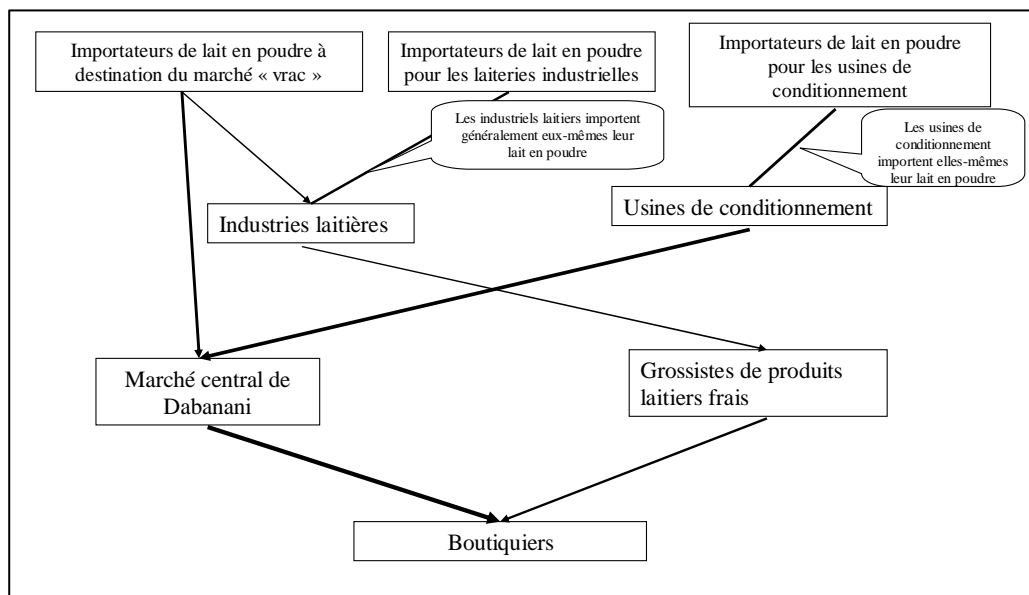 Importateurs de lait en poudre à
destination du marché « vrac »
Importateurs de lait en poudre
pour les laiteries industrielles
Importateurs de lait en poudre
pour les usines de
conditionnement
Les industriels laitiers importent
généralement eux-mêmes leur
lait en poudre
Les usines de
conditionnement
importent elles-mêmes
leur lait en poudre
Industries laitières
Usines de conditionnement
Marché central de
Dabanani
Grossistes de produits
laitiers frais
Boutiquiers